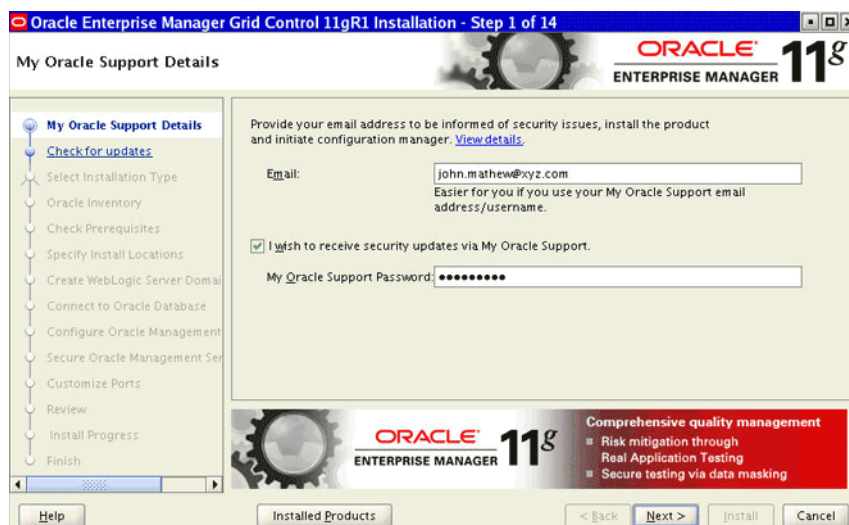 Oracle Enterprise Manager Grid Control 11gR1 Installation - Step 1 of 14
My Oracle Support Details
ORACLE
ENTERPRISE MANAGER 11g
My Oracle Support Details
Check for updates
Select Installation Type
Oracle Inventory
Check Prerequisites
Specify Install Locations
Create WebLogic Server Domai
Connect to Oracle Database
Configure Oracle Management
Secure Oracle Management Ser
Customize Ports
Review
Install Progress
Finish
Provide your email address to be informed of security issues, install the product
and initiate configuration manager. View details.
Email: john.mathew@xyz.com
Easier for you if you use your My Oracle Support email
address/username.
I wish to receive security updates via My Oracle Support.
My Oracle Support Password: •••••••••
ORACLE
ENTERPRISE MANAGER 11g
Comprehensive quality management
Risk mitigation through
Real Application Testing
Secure testing via data masking
Help
Installed Products
< Back
Next >
Install
Cancel